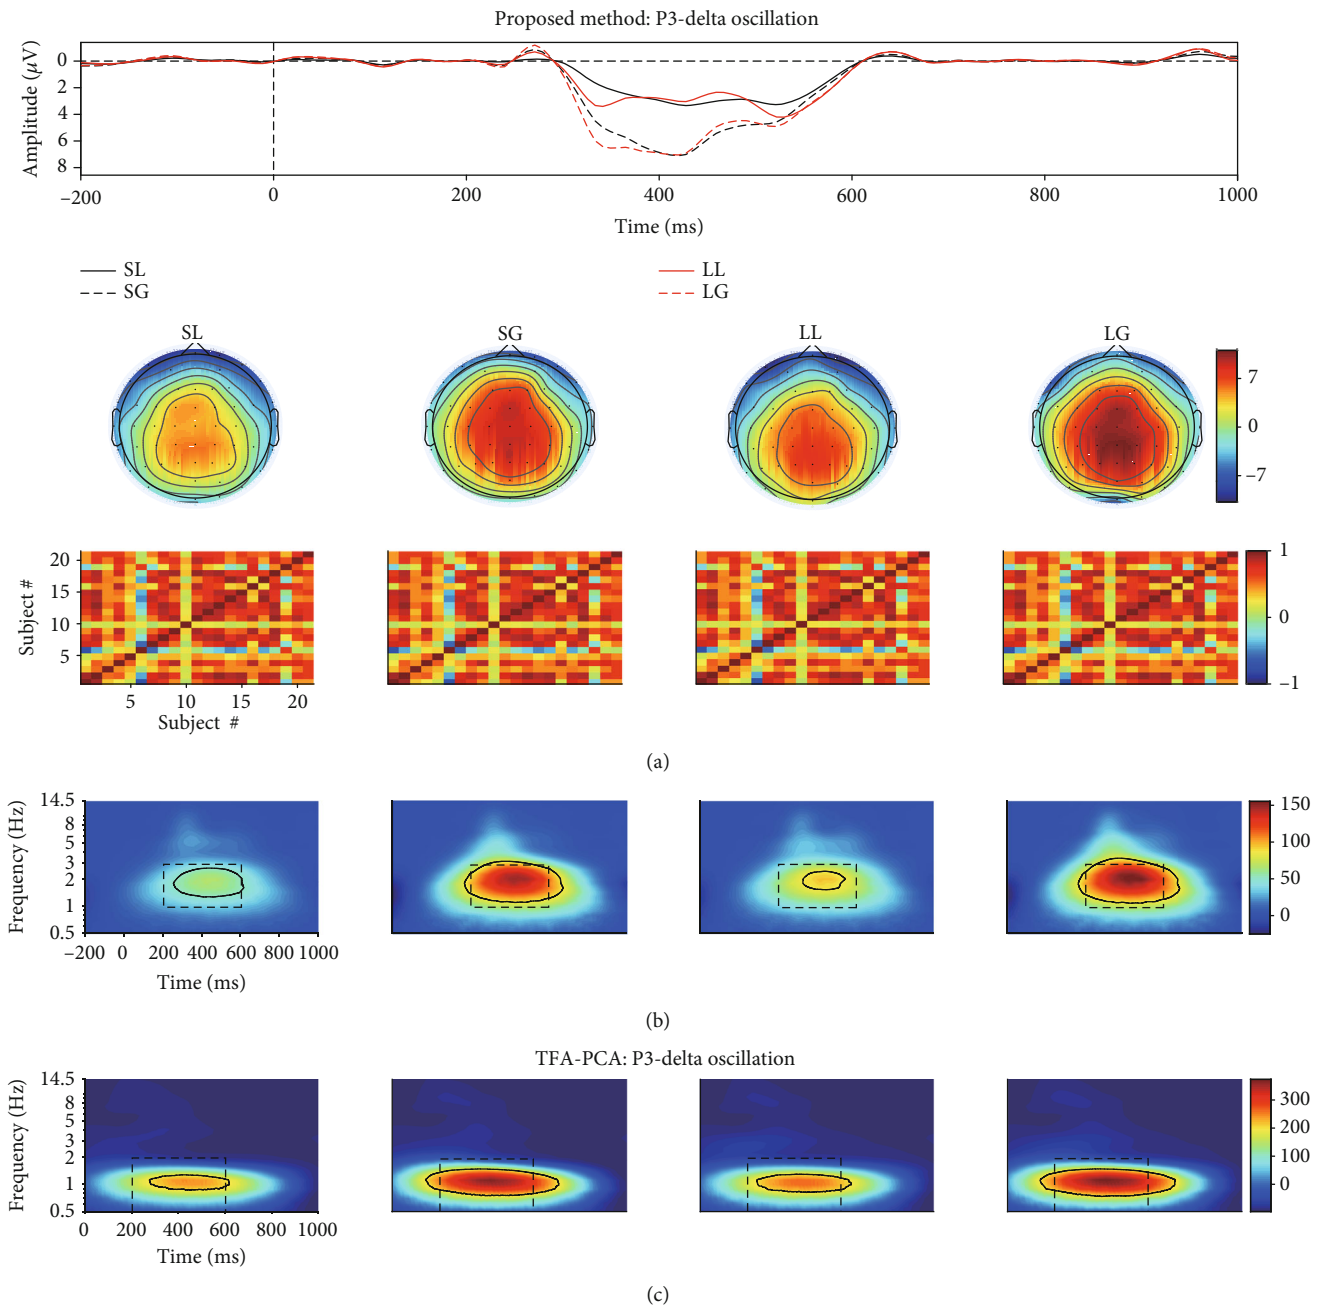 Proposed method: P3-delta oscillation
Amplitude (μV)
0
2
4
6
8
−200 0 200 400 600 800 1000
Time (ms)
SL
SG
LL
LG
SL SG LL LG
7
0
−7
Subject #
20
15
10
5
5 10 15 20
Subject #
1
0
−1
(a)
Frequency (Hz)
14.5
8
5
3
2
1
0.5
−200 0 200 400 600 800 1000
Time (ms)
150
100
50
0
(b)
TFA-PCA: P3-delta oscillation
Frequency (Hz)
14.5
8
5
3
2
1
0.5
0 200 400 600 800 1000
Time (ms)
300
200
100
0
(c)